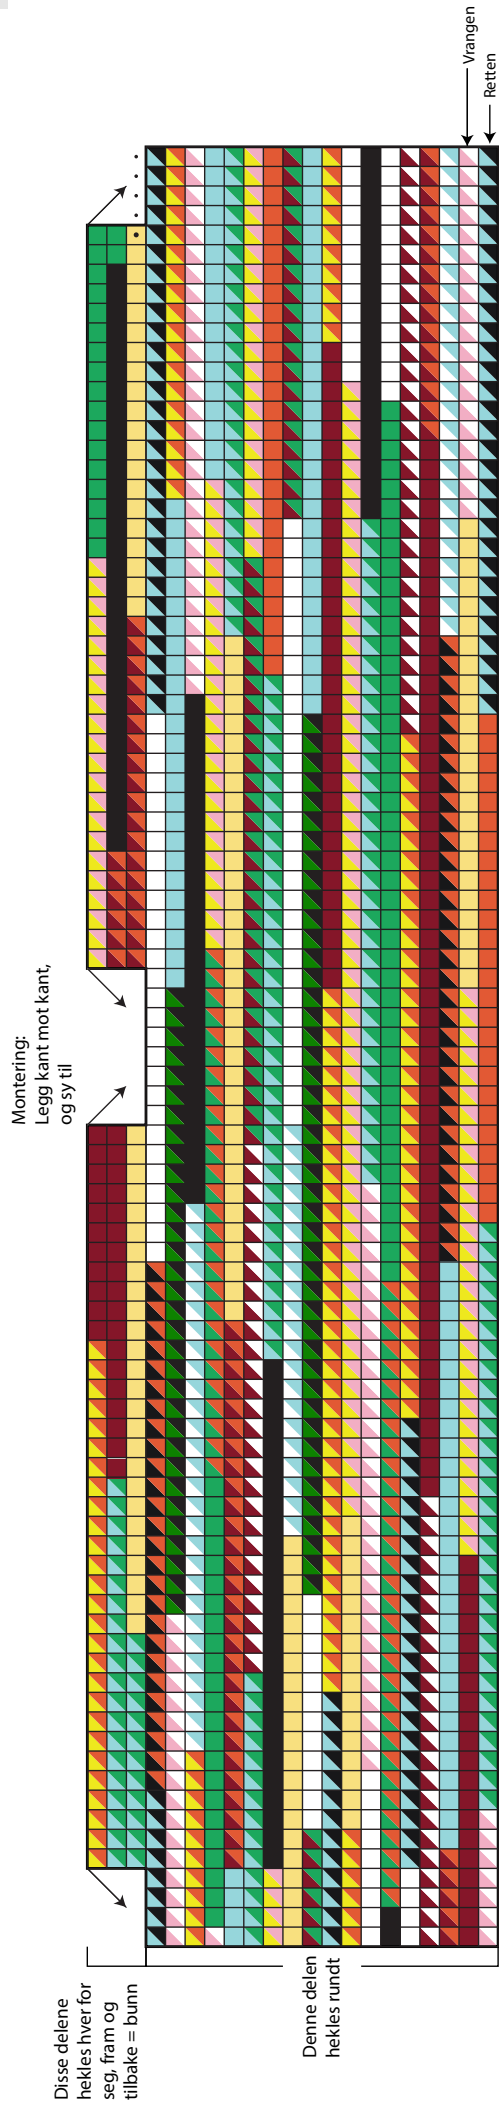 Vrangen
Retten
Montering:
Legg kant mot kant,
og sy til
Disse delene
hekles hver for
seg, fram og
tilbake = bunn
Denne delen
hekles rundt